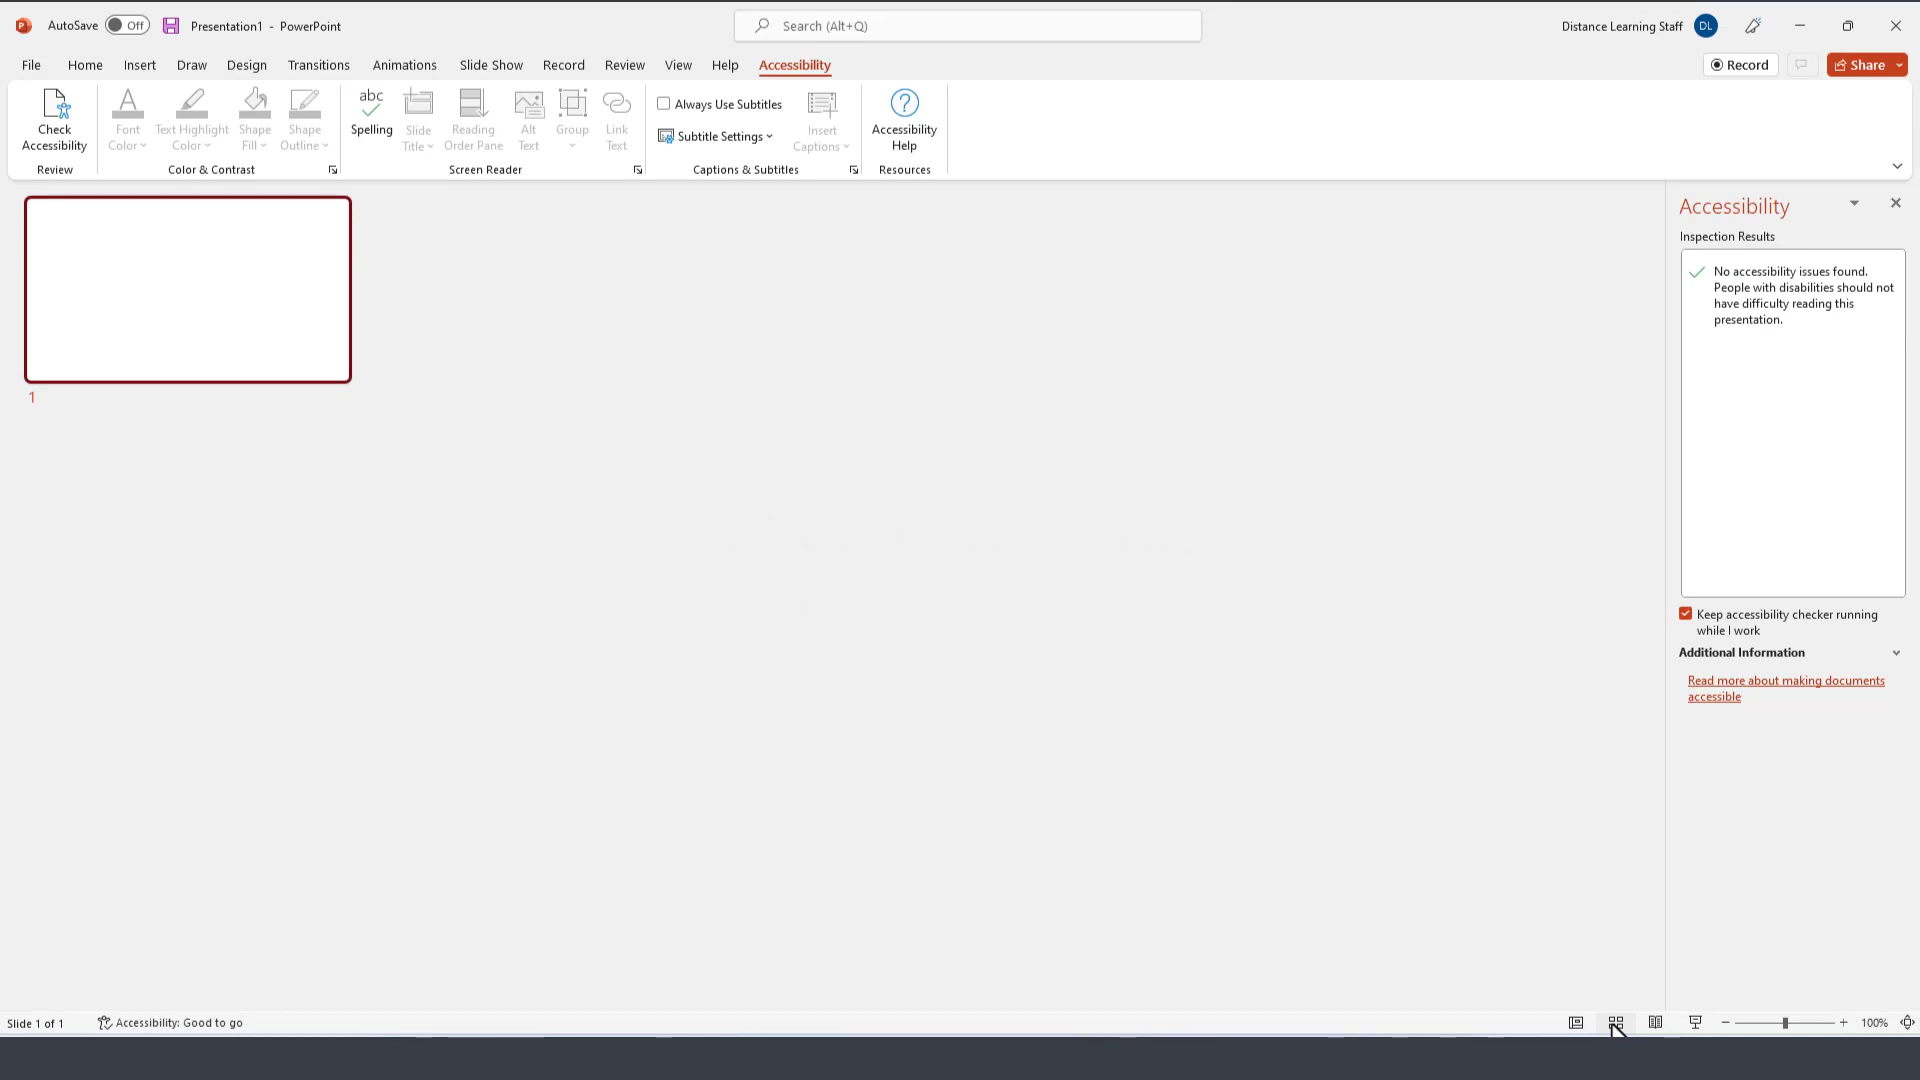 AutoSave Off Presentation1 - PowerPoint Search (Alt+Q) Distance Learning Staff DL
File Home Insert Draw Design Transitions Animations Slide Show Record Review View Help Accessibility Record Share
Check Accessibility
Font Color
Text Highlight Color
Shape Fill
Shape Outline
abc
Spelling
Slide Title
Reading Order Pane
Alt Text
Group
Link Text
Always Use Subtitles
Subtitle Settings
Insert Captions
Accessibility Help
Review Color & Contrast Screen Reader Captions & Subtitles Resources
1
Accessibility
Inspection Results
No accessibility issues found.
People with disabilities should not
have difficulty reading this
presentation.
Keep accessibility checker running
while I work
Additional Information
Read more about making documents
accessible
Slide 1 of 1 Accessibility: Good to go 100%